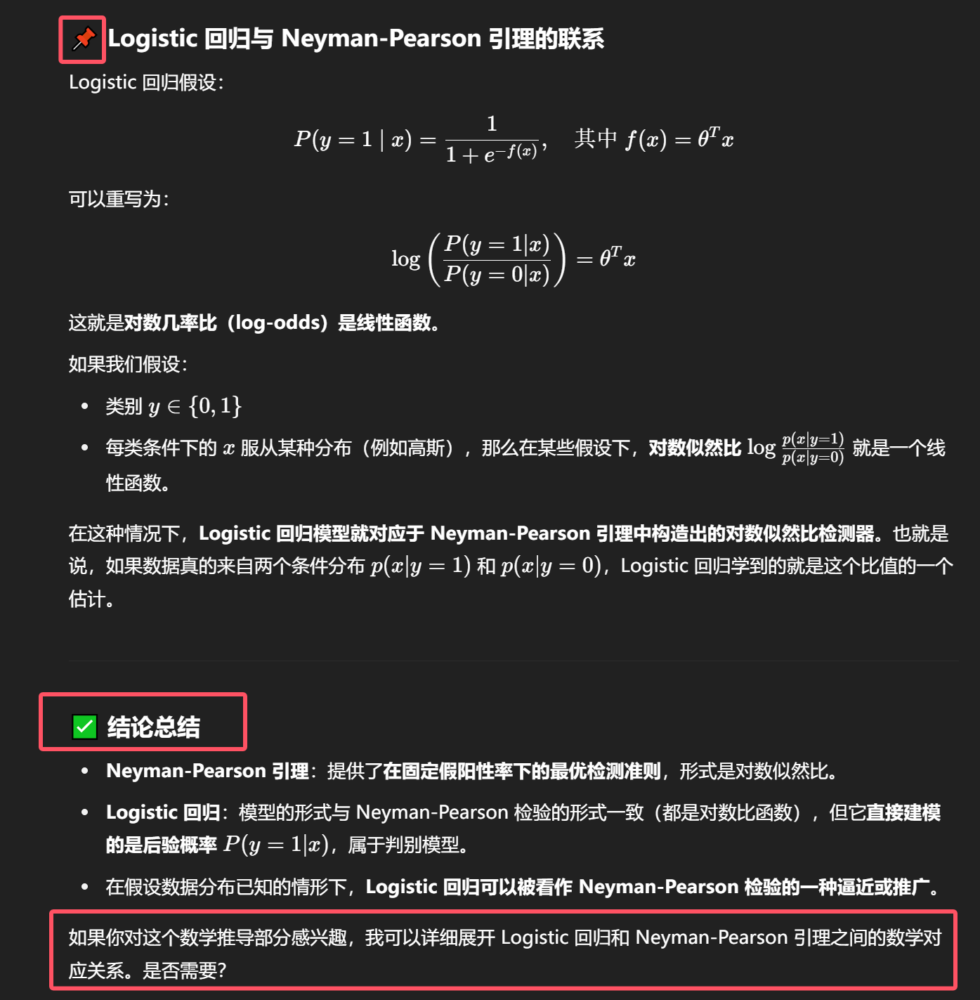 📌 Logistic 回归与 Neyman-Pearson 引理的联系
Logistic 回归假设：
P(y = 1 | x) = \frac{1}{1 + e^{-f(x)}}, 其中 f(x) = θ^T x
可以重写为：
log ( \frac{P(y = 1|x)}{P(y = 0|x)} ) = θ^T x
这就是对数几率比（log-odds）是线性函数。
如果我们假设：
• 类别 y ∈ {0, 1}
• 每类条件下的 x 服从某种分布（例如高斯），那么在某些假设下，对数似然比 log \frac{p(x|y=1)}{p(x|y=0)} 就是一个线
性函数。
在这种情况下，Logistic 回归模型就对应于 Neyman-Pearson 引理中构造出的对数似然比检测器。也就是
说，如果数据真的来自两个条件分布 p(x|y = 1) 和 p(x|y = 0)，Logistic 回归学到的就是这个比值的一个
估计。
✅ 结论总结
• Neyman-Pearson 引理：提供了在固定假阳性率下的最优检测准则，形式是对数似然比。
• Logistic 回归：模型的形式与 Neyman-Pearson 检验的形式一致（都是对数比函数），但它直接建模
的是后验概率 P(y = 1|x)，属于判别模型。
• 在假设数据分布已知的情形下，Logistic 回归可以被看作 Neyman-Pearson 检验的一种逼近或推广。
如果你对这个数学推导部分感兴趣，我可以详细展开 Logistic 回归和 Neyman-Pearson 引理之间的数学对
应关系。是否需要？